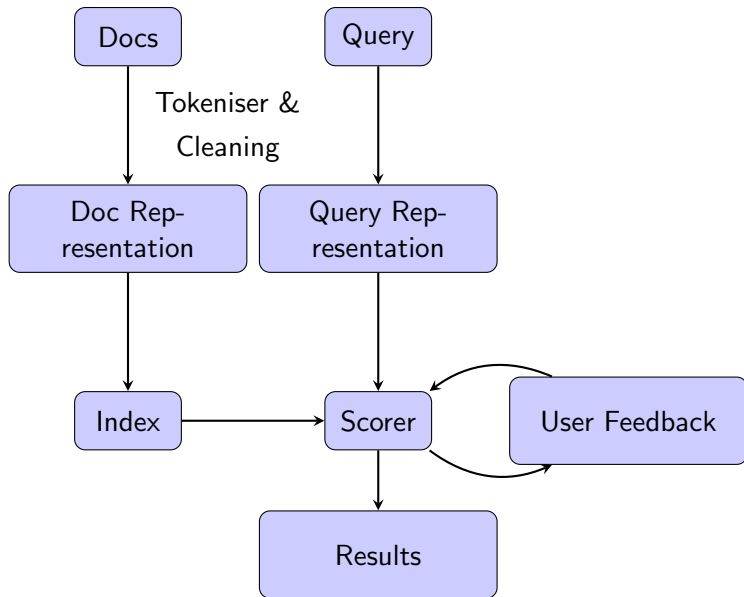 Docs
Query
Tokeniser &
Cleaning
Doc Rep-
resentation
Query Rep-
resentation
Index
Scorer
User Feedback
Results